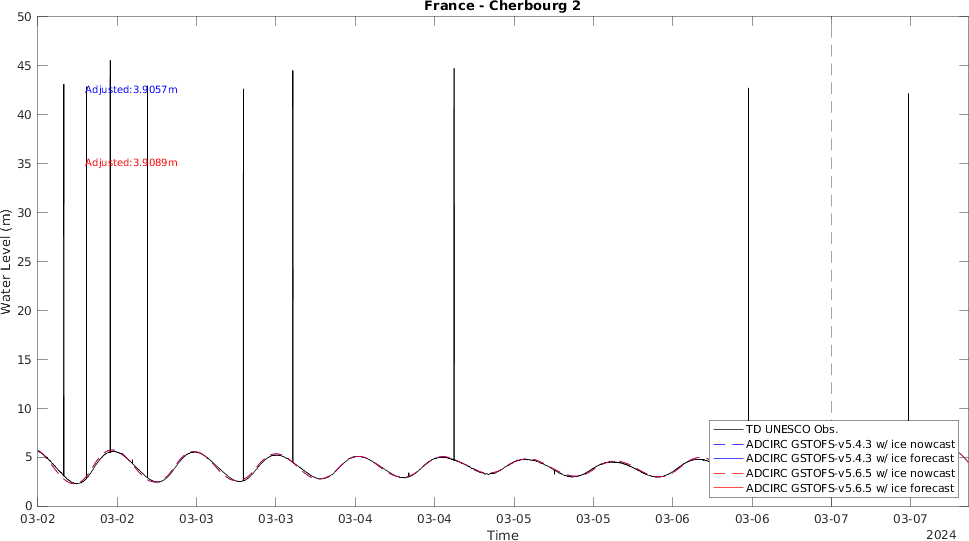 France - Cherbourg 2
50
45
40
35
30
25
20
15
10
5
0
Water Level (m)
Adjusted:3.9057m
Adjusted:3.9089m
TD UNESCO Obs.
ADCIRC GSTOFS-v5.4.3 w/ ice nowcast
ADCIRC GSTOFS-v5.4.3 w/ ice forecast
ADCIRC GSTOFS-v5.6.5 w/ ice nowcast
ADCIRC GSTOFS-v5.6.5 w/ ice forecast
03-02 03-02 03-03 03-03 03-04 03-04 03-05 03-05 03-06 03-06 03-07 03-07
Time
2024